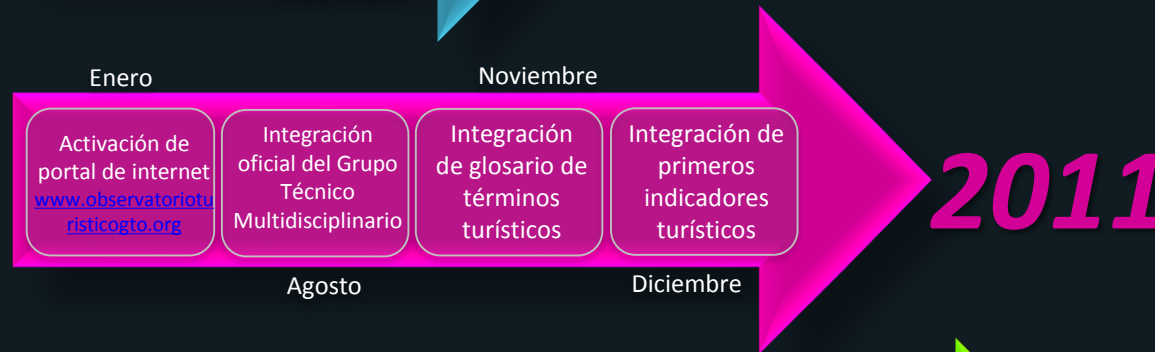 Enero
Noviembre
Activación de
portal de internet
www.observatoriotu
risticogto.org
Integración
oficial del Grupo
Técnico
Multidisciplinario
Integración
de glosario de
términos
turísticos
Integración de
primeros
indicadores
turísticos
2011
Agosto
Diciembre